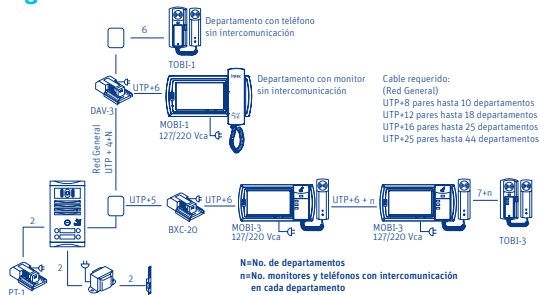 6
Departamento con teléfono
sin intercomunicación
TOBI-1
UTP+6
DAV-3
intec
MOBI-1
127/220 Vca
Departamento con monitor
sin intercomunicación
Cable requerido:
(Red General)
UTP+8 pares hasta 10 departamentos
UTP+12 pares hasta 18 departamentos
UTP+16 pares hasta 25 departamentos
UTP+25 pares hasta 44 departamentos
Red General
UTP + 4+N
UTP+5
BXC-20
UTP+6
MOBI-3
127/220 Vca
UTP+6 + n
MOBI-3
127/220 Vca
7+n
TOBI-3
2
PT-1
2
2
N=No. de departamentos
n=No. monitores y teléfonos con intercomunicación
en cada departamento